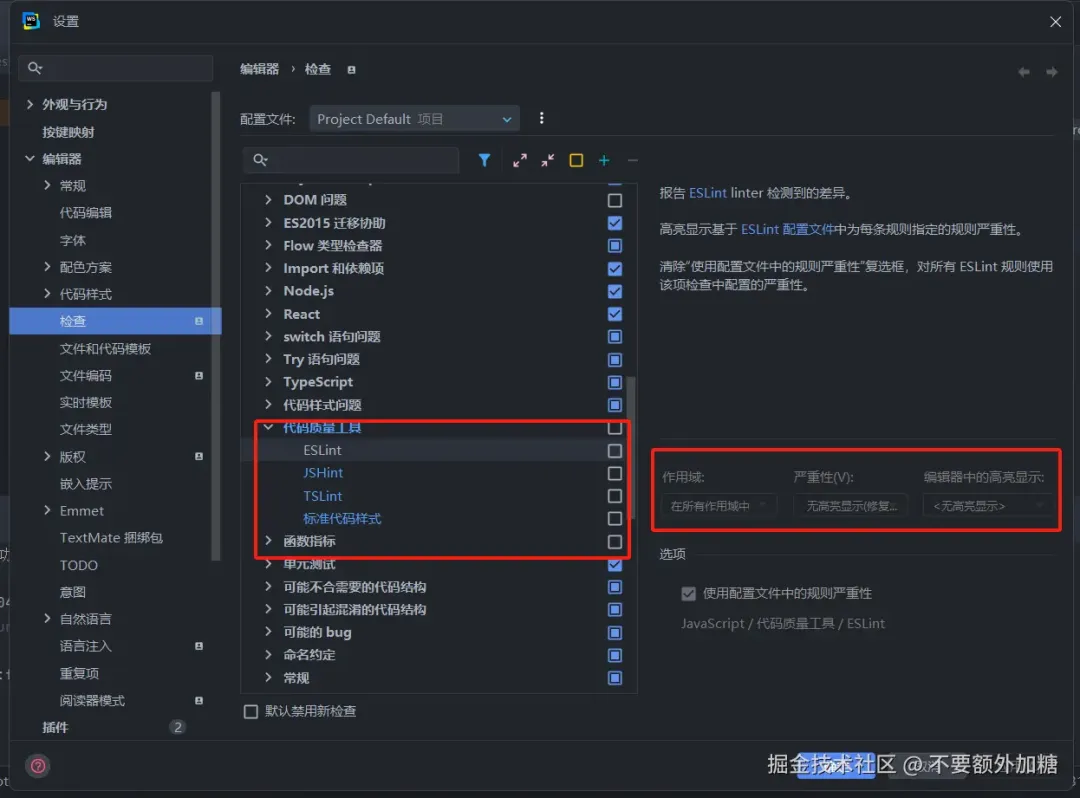 WS
设置
编辑器 › 检查
外观与行为
按键映射
编辑器
常规
代码编辑
字体
配色方案
代码样式
检查
文件和代码模板
文件编码
实时模板
文件类型
版权
嵌入提示
Emmet
TextMate 捆绑包
TODO
意图
自然语言
语言注入
重复项
阅读器模式
插件 2
配置文件: Project Default 项目
DOM 问题
ES2015 迁移协助
Flow 类型检查器
Import 和依赖项
Node.js
React
switch 语句问题
Try 语句问题
TypeScript
代码样式问题
代码质量工具
ESLint
JSHint
TSLint
标准代码样式
函数指标
单元测试
可能不合需要的代码结构
可能引起混淆的代码结构
可能的 bug
命名约定
常规
默认禁用新检查
报告 ESLint linter 检测到的差异。
高亮显示基于 ESLint 配置文件中为每条规则指定的规则严重性。
清除“使用配置文件中的规则严重性”复选框，对所有 ESLint 规则使用
该项检查中配置的严重性。
作用域: 严重性(V): 编辑器中的高亮显示:
在所有作用域中 无高亮显示(修复... <无高亮显示>
选项
使用配置文件中的规则严重性
JavaScript / 代码质量工具 / ESLint
掘金技术社区 @ 不要额外加糖